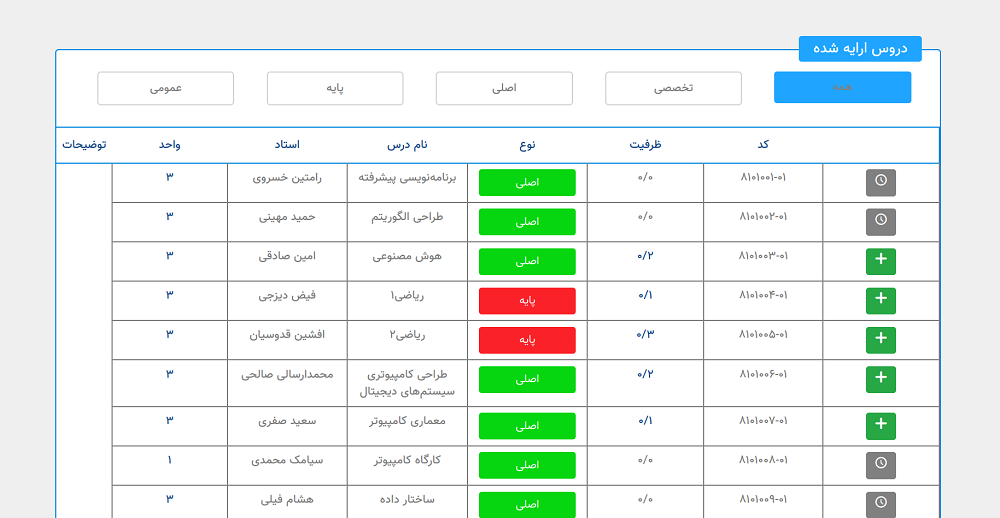 دروس ارایه شده
همه
تخصصی
اصلی
پایه
عمومی
کد ظرفیت نوع نام درس استاد واحد توضیحات
۸۱۰۱۰۰۱-۰۱ ۰/۰ اصلی برنامه‌نویسی پیشرفته رامتین خسروی ۳
۸۱۰۱۰۰۲-۰۱ ۰/۰ اصلی طراحی الگوریتم حمید مهینی ۳
۸۱۰۱۰۰۳-۰۱ ۰/۲ اصلی هوش مصنوعی امین صادقی ۳
۸۱۰۱۰۰۴-۰۱ ۰/۱ پایه ریاضی۱ فیض دیزجی ۳
۸۱۰۱۰۰۵-۰۱ ۰/۳ پایه ریاضی۲ افشین قدوسیان ۳
۸۱۰۱۰۰۶-۰۱ ۰/۲ اصلی طراحی کامپیوتری محمدارسالی صالحی ۳
سیستم‌های دیجیتال
۸۱۰۱۰۰۷-۰۱ ۰/۱ اصلی معماری کامپیوتر سعید صفری ۳
۸۱۰۱۰۰۸-۰۱ ۰/۰ اصلی کارگاه کامپیوتر سیامک محمدی ۱
۸۱۰۱۰۰۹-۰۱ ۰/۰ اصلی ساختار داده هشام فیلی ۳